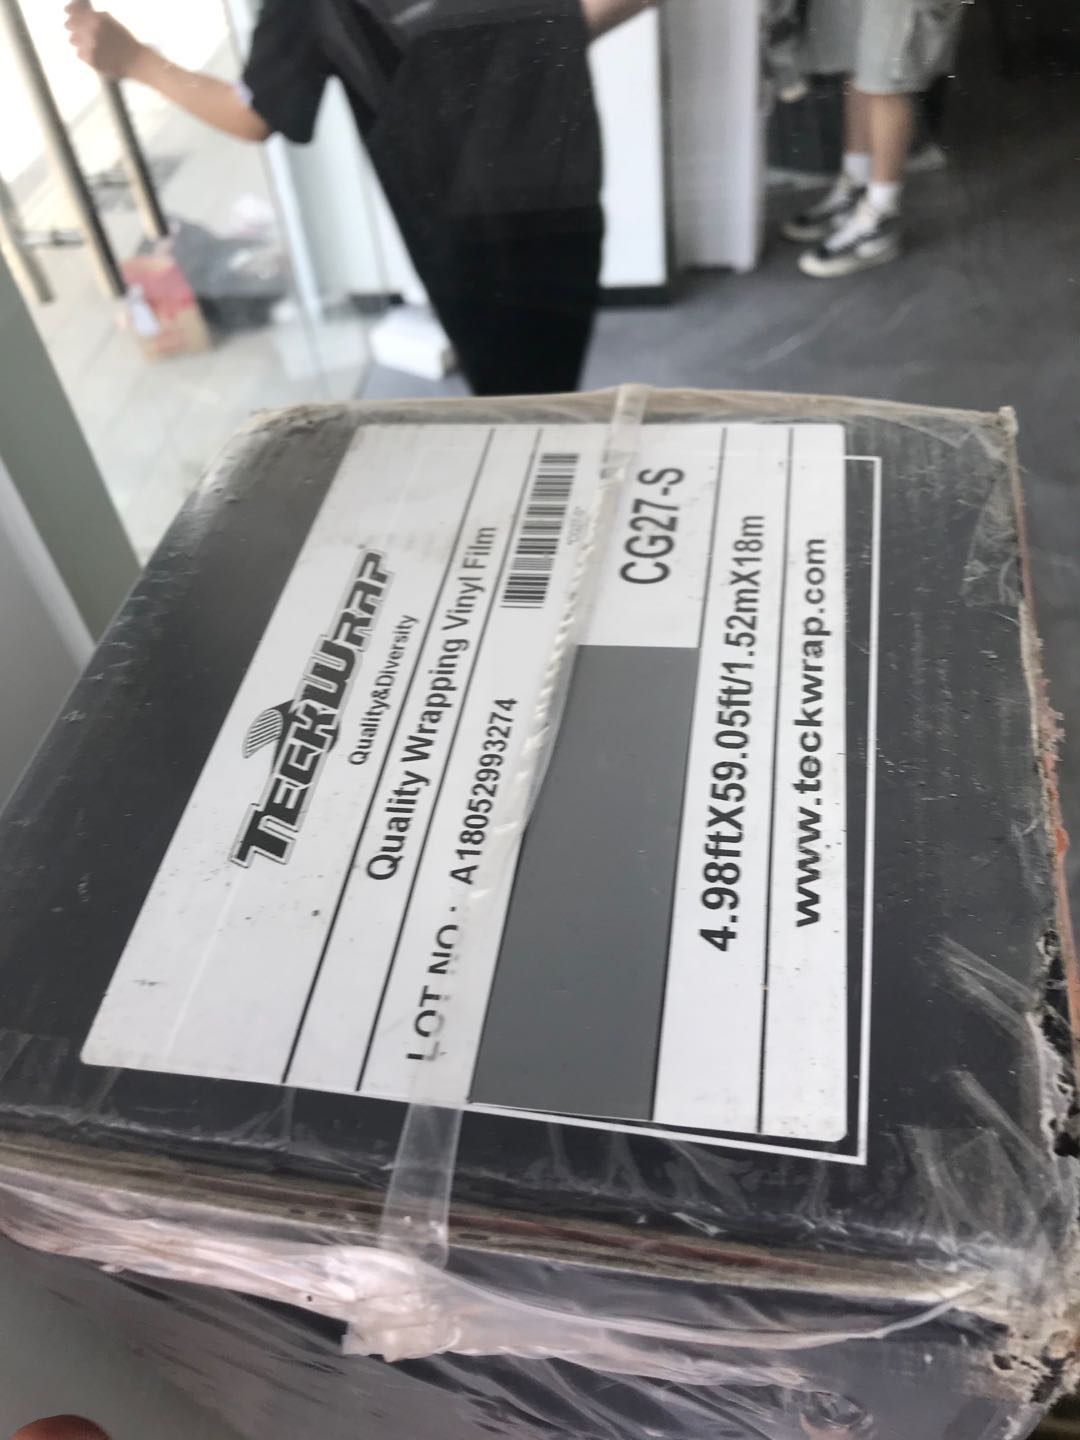 TECKWRAP
Quality&Diversity
Quality Wrapping Vinyl Film
LOT NO.: A18052993274
CG27-S
4.98ftX59.05ft/1.52mX18m
www.teckwrap.com